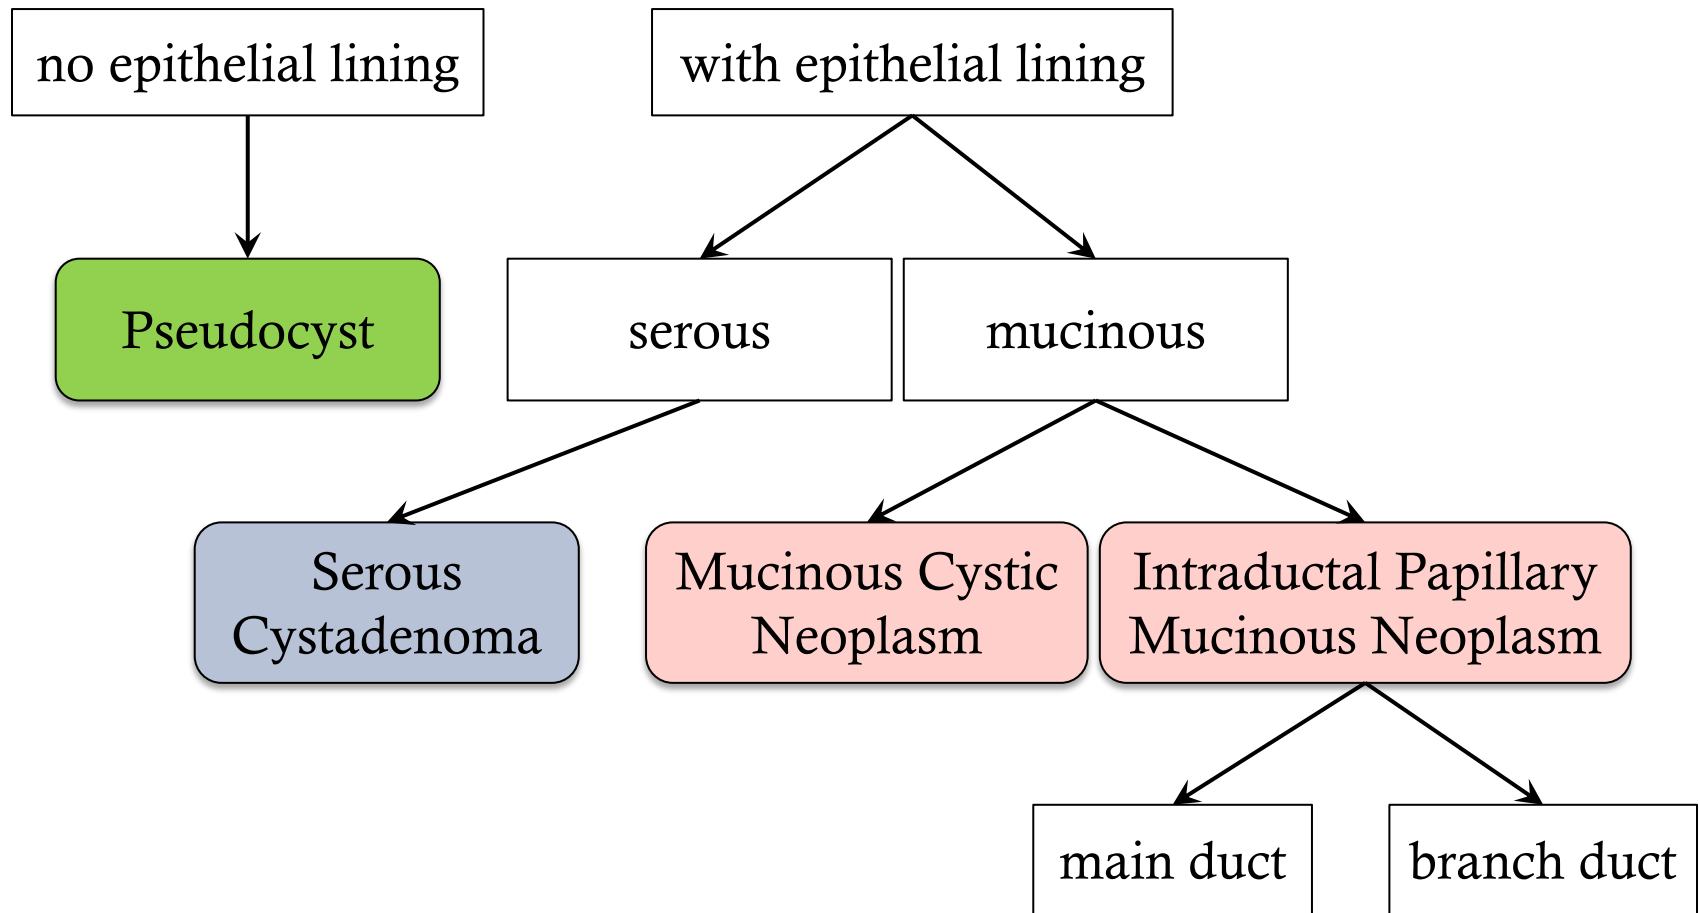 no epithelial lining
with epithelial lining
Pseudocyst
serous
mucinous
Serous
Cystadenoma
Mucinous Cystic
Neoplasm
Intraductal Papillary
Mucinous Neoplasm
main duct
branch duct